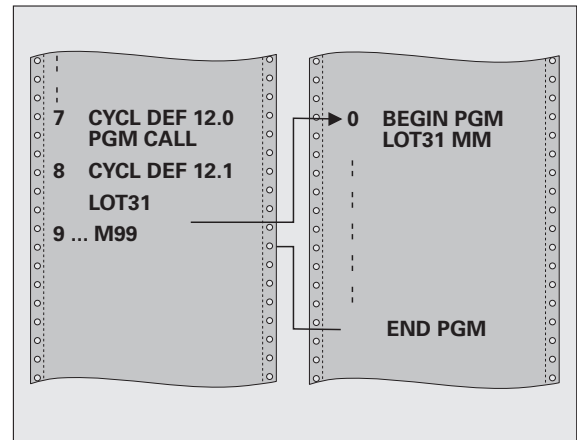 7 CYCL DEF 12.0
PGM CALL
8 CYCL DEF 12.1
LOT31
9 ... M99
0 BEGIN PGM
LOT31 MM
END PGM